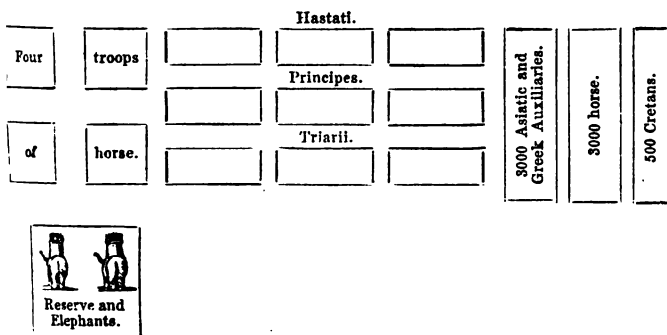 Hastati.
Four troops
Principes.
of horse.
Triarii.
3000 Asiatic and
Greek Auxiliaries.
3000 horse.
500 Cretans.
Reserve and
Elephants.